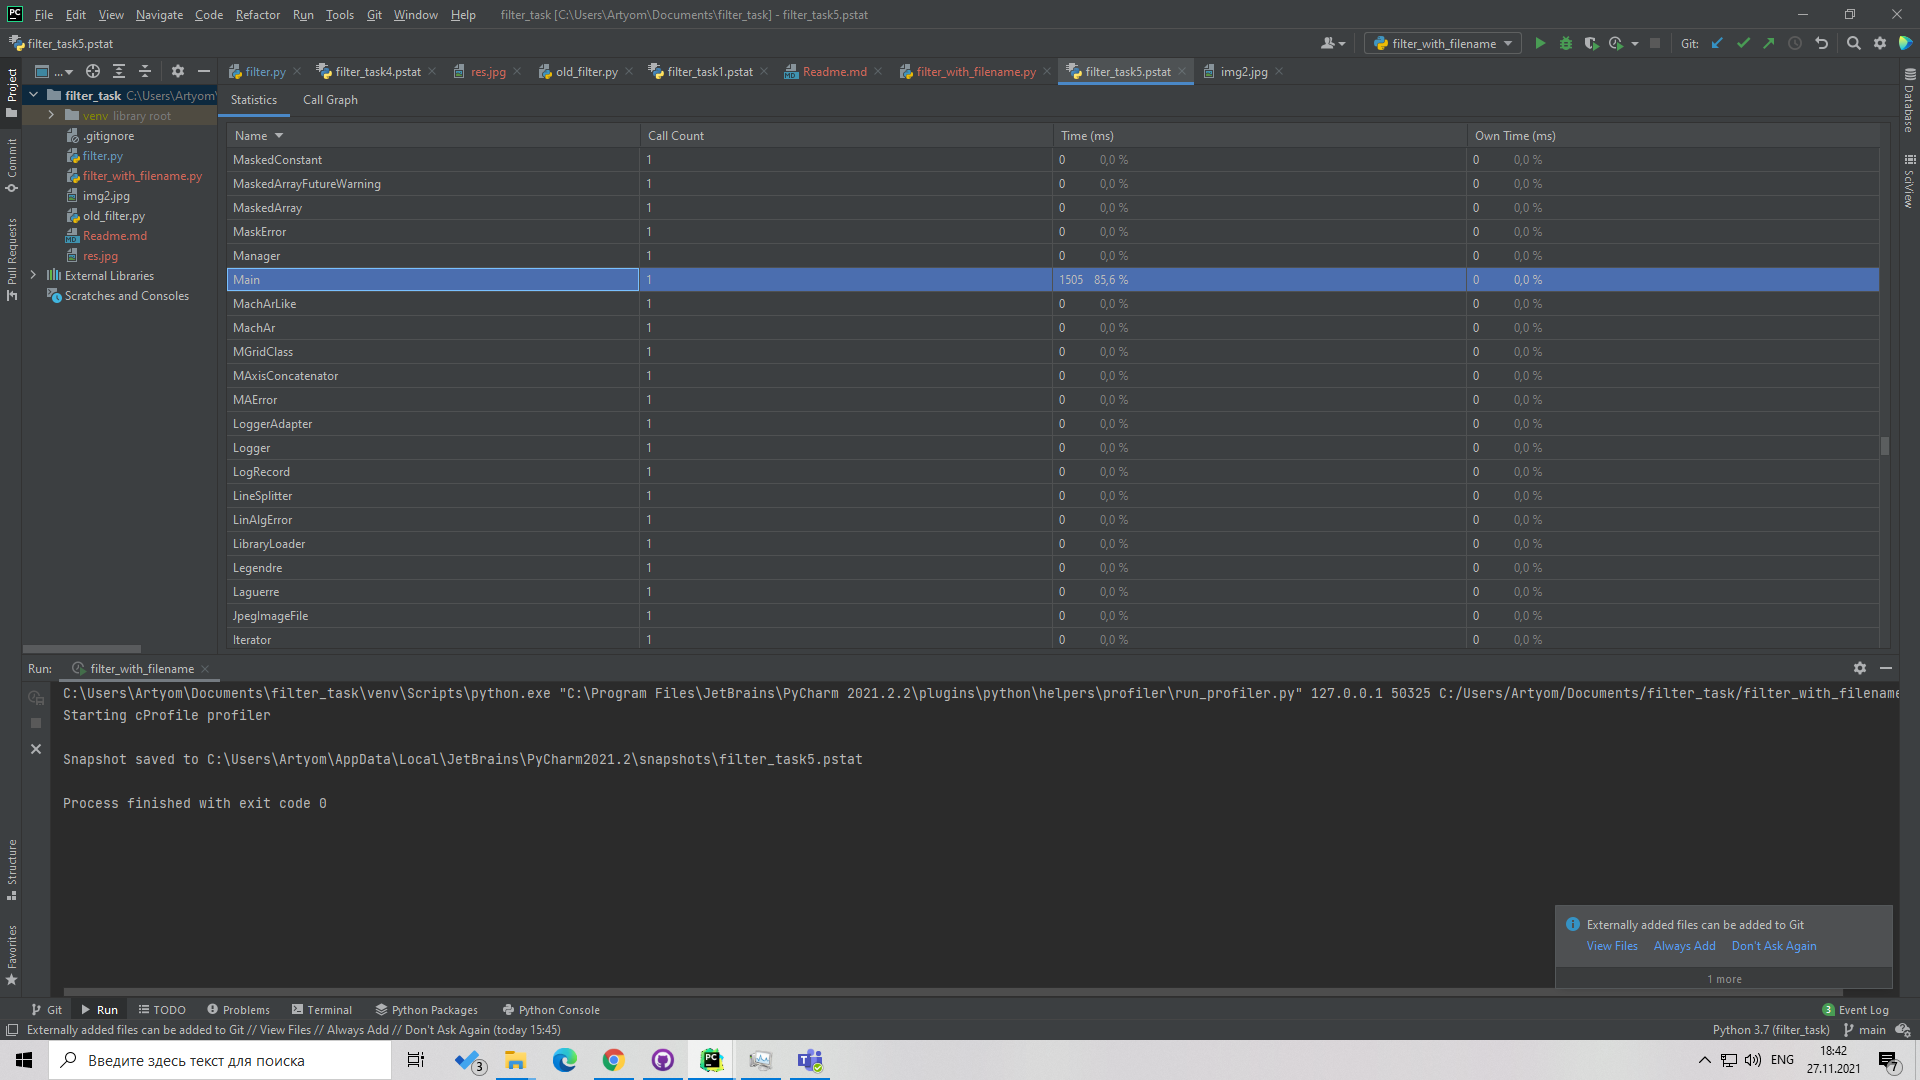 PC File Edit View Navigate Code Refactor Run Tools Git Window Help filter_task [C:\Users\Artyom\Documents\filter_task] - filter_task5.pstat
filter_task5.pstat filter_with_filename Git:
... filter.py filter_task4.pstat res.jpg old_filter.py filter_task1.pstat Readme.md filter_with_filename.py filter_task5.pstat img2.jpg
Project
Commit
Pull Requests
Structure
Favorites
Database
SciView
filter_task C:\Users\Artyom\
venv library root
.gitignore
filter.py
filter_with_filename.py
img2.jpg
old_filter.py
Readme.md
res.jpg
External Libraries
Scratches and Consoles
Statistics Call Graph
Name Call Count Time (ms) Own Time (ms)
MaskedConstant 1 0 0,0 % 0 0,0 %
MaskedArrayFutureWarning 1 0 0,0 % 0 0,0 %
MaskedArray 1 0 0,0 % 0 0,0 %
MaskError 1 0 0,0 % 0 0,0 %
Manager 1 0 0,0 % 0 0,0 %
Main 1 1505 85,6 % 0 0,0 %
MachArLike 1 0 0,0 % 0 0,0 %
MachAr 1 0 0,0 % 0 0,0 %
MGridClass 1 0 0,0 % 0 0,0 %
MAxisConcatenator 1 0 0,0 % 0 0,0 %
MAError 1 0 0,0 % 0 0,0 %
LoggerAdapter 1 0 0,0 % 0 0,0 %
Logger 1 0 0,0 % 0 0,0 %
LogRecord 1 0 0,0 % 0 0,0 %
LineSplitter 1 0 0,0 % 0 0,0 %
LinAlgError 1 0 0,0 % 0 0,0 %
LibraryLoader 1 0 0,0 % 0 0,0 %
Legendre 1 0 0,0 % 0 0,0 %
Laguerre 1 0 0,0 % 0 0,0 %
JpegImageFile 1 0 0,0 % 0 0,0 %
Iterator 1 0 0,0 % 0 0,0 %
Run: filter_with_filename
C:\Users\Artyom\Documents\filter_task\venv\Scripts\python.exe "C:\Program Files\JetBrains\PyCharm 2021.2.2\plugins\python\helpers\profiler\run_profiler.py" 127.0.0.1 50325 C:/Users/Artyom/Documents/filter_task/filter_with_filename
Starting cProfile profiler
Snapshot saved to C:\Users\Artyom\AppData\Local\JetBrains\PyCharm2021.2\snapshots\filter_task5.pstat
Process finished with exit code 0
Externally added files can be added to Git
View Files Always Add Don't Ask Again
1 more
Git Run TODO Problems Terminal Python Packages Python Console 3 Event Log
Externally added files can be added to Git // View Files // Always Add // Don't Ask Again (today 15:45) Python 3.7 (filter_task) main
Введите здесь текст для поиска 3 PC ENG 18:42
27.11.2021 7